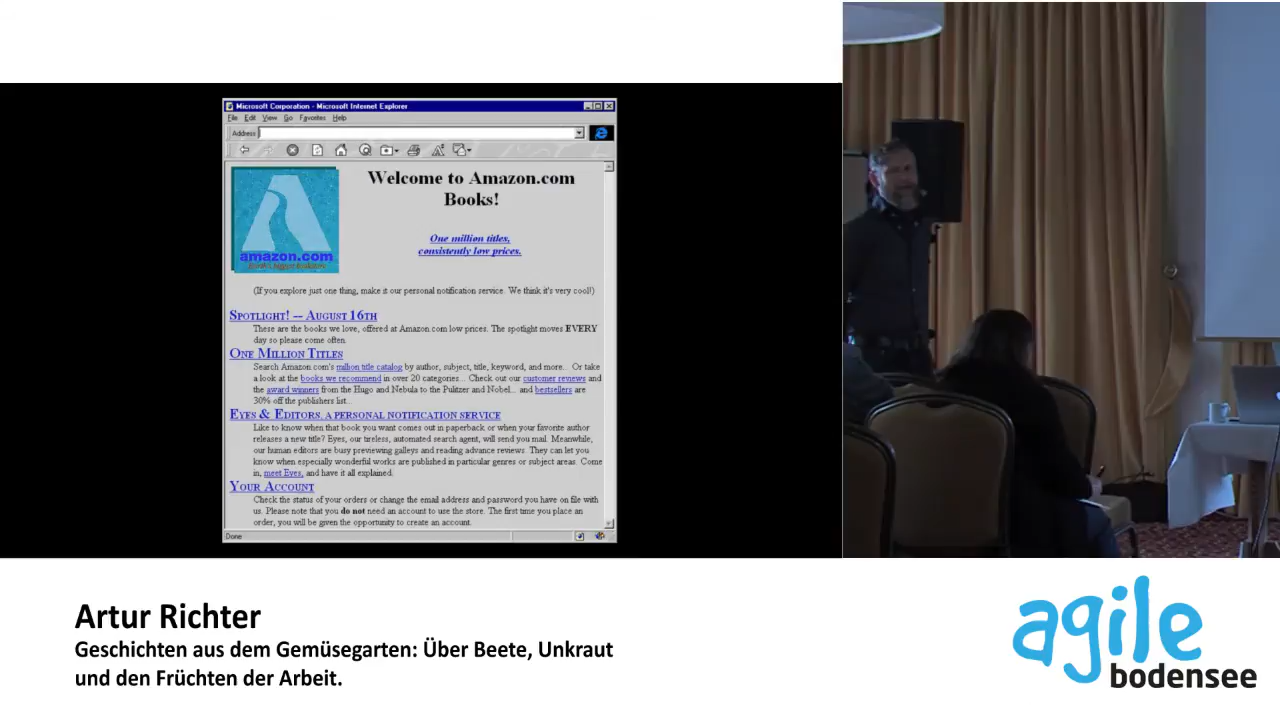 Microsoft Corporation - Microsoft Internet Explorer
File Edit View Go Favorites Help
Address
Welcome to Amazon.com
Books!
One million titles,
consistently low prices.
amazon.com
(If you explore just one thing, make it our personal notification service. We think it's very cool!)
SPOTLIGHT! -- AUGUST 16TH
These are the books we love, offered at Amazon.com low prices. The spotlight moves EVERY
day so please come often.
ONE MILLION TITLES
Search Amazon.com's million title catalog by author, subject, title, keyword, and more... Or take
a look at the books we recommend in over 20 categories... Check out our customer reviews and
the award winners from the Hugo and Nebula to the Pulitzer and Nobel... and bestsellers are
30% off the publishers list...
EYES & EDITORS, A PERSONAL NOTIFICATION SERVICE
Like to know when that book you want comes out in paperback or when your favorite author
releases a new title? Eyes, our tireless, automated search agent, will send you mail. Meanwhile,
our human editors are busy previewing galleys and reading advance reviews. They can let you
know when especially wonderful works are published in particular genres or subject areas. Come
in, meet Eyes, and have it all explained.
YOUR ACCOUNT
Check the status of your orders or change the email address and password you have on file with
us. Please note that you do not need an account to use the store. The first time you place an
order, you will be given the opportunity to create an account.
Done
Artur Richter
Geschichten aus dem Gemüsegarten: Über Beete, Unkraut
und den Früchten der Arbeit.
agile
bodensee